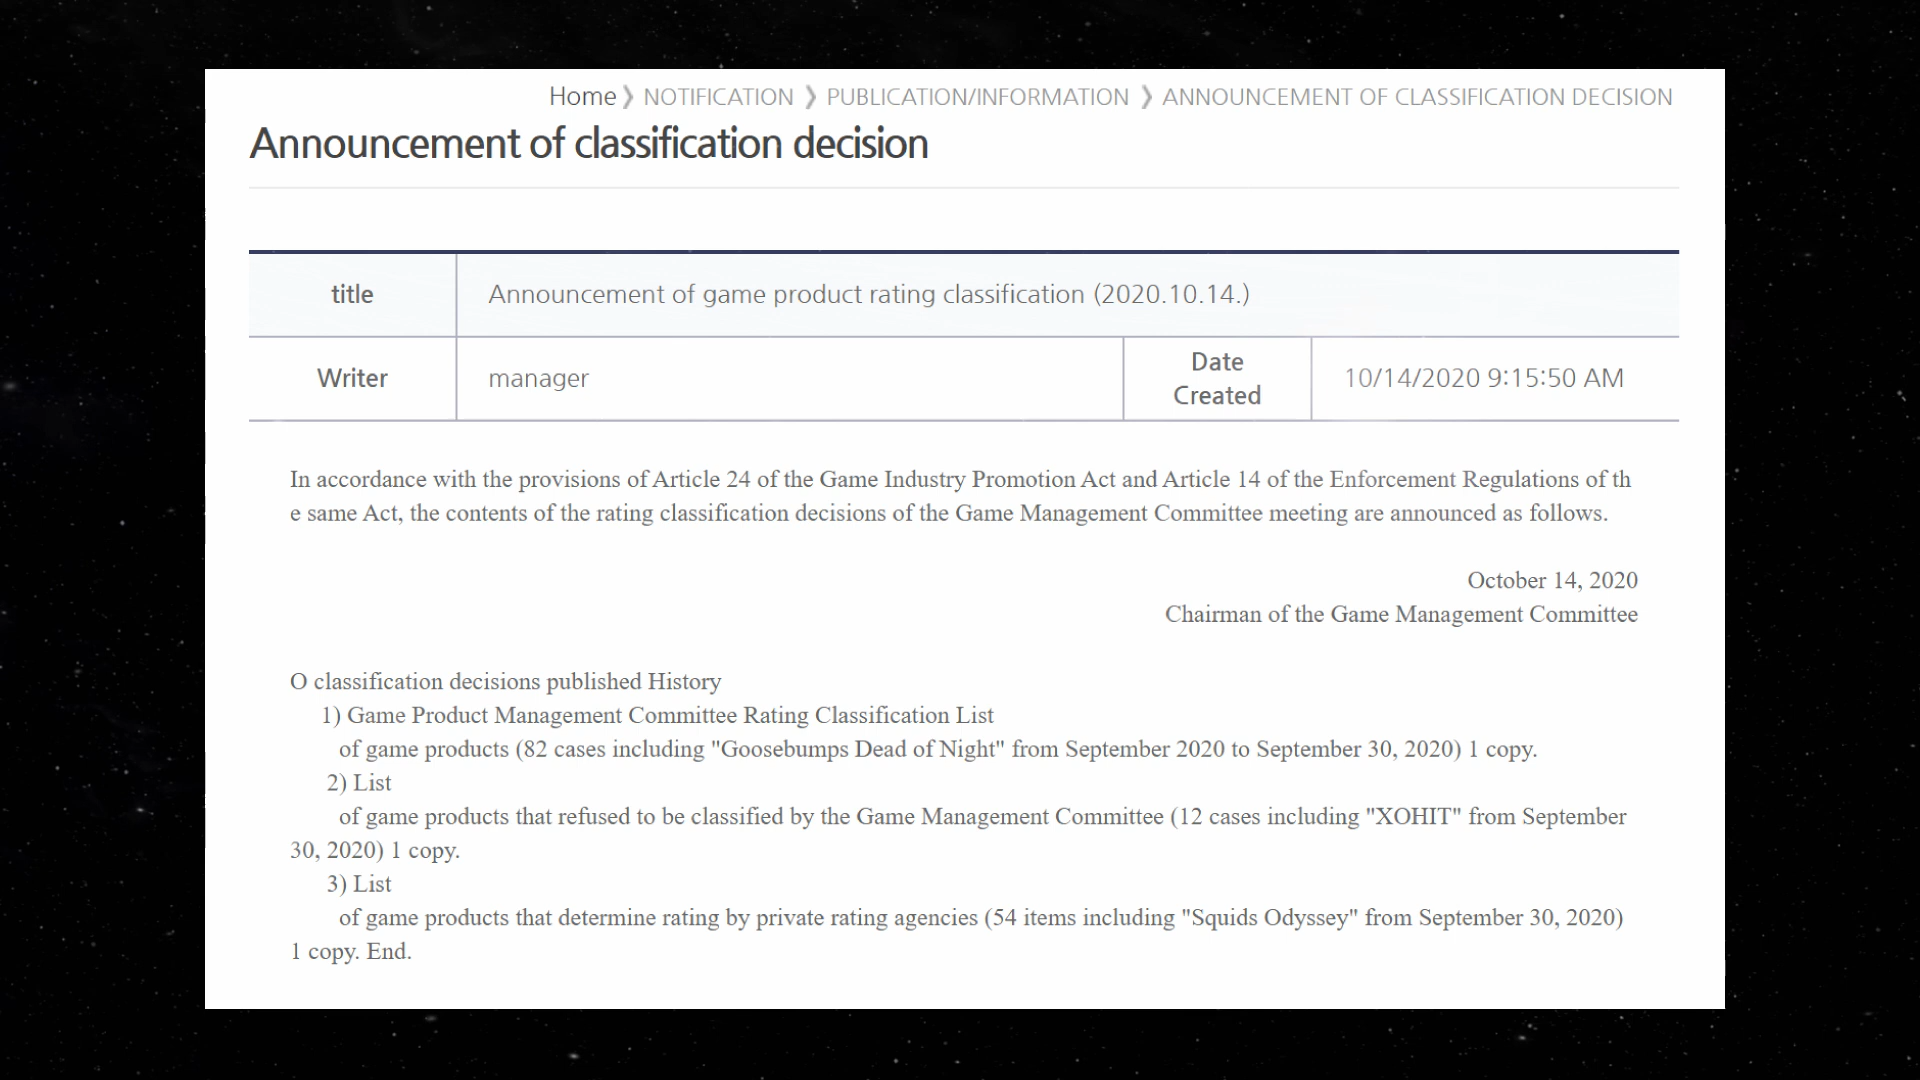 Home ❯ NOTIFICATION ❯ PUBLICATION/INFORMATION ❯ ANNOUNCEMENT OF CLASSIFICATION DECISION
Announcement of classification decision
title Announcement of game product rating classification (2020.10.14.)
Writer manager Date Created 10/14/2020 9:15:50 AM
In accordance with the provisions of Article 24 of the Game Industry Promotion Act and Article 14 of the Enforcement Regulations of th
e same Act, the contents of the rating classification decisions of the Game Management Committee meeting are announced as follows.
October 14, 2020
Chairman of the Game Management Committee
O classification decisions published History
1) Game Product Management Committee Rating Classification List
of game products (82 cases including "Goosebumps Dead of Night" from September 2020 to September 30, 2020) 1 copy.
2) List
of game products that refused to be classified by the Game Management Committee (12 cases including "XOHIT" from September
30, 2020) 1 copy.
3) List
of game products that determine rating by private rating agencies (54 items including "Squids Odyssey" from September 30, 2020)
1 copy. End.